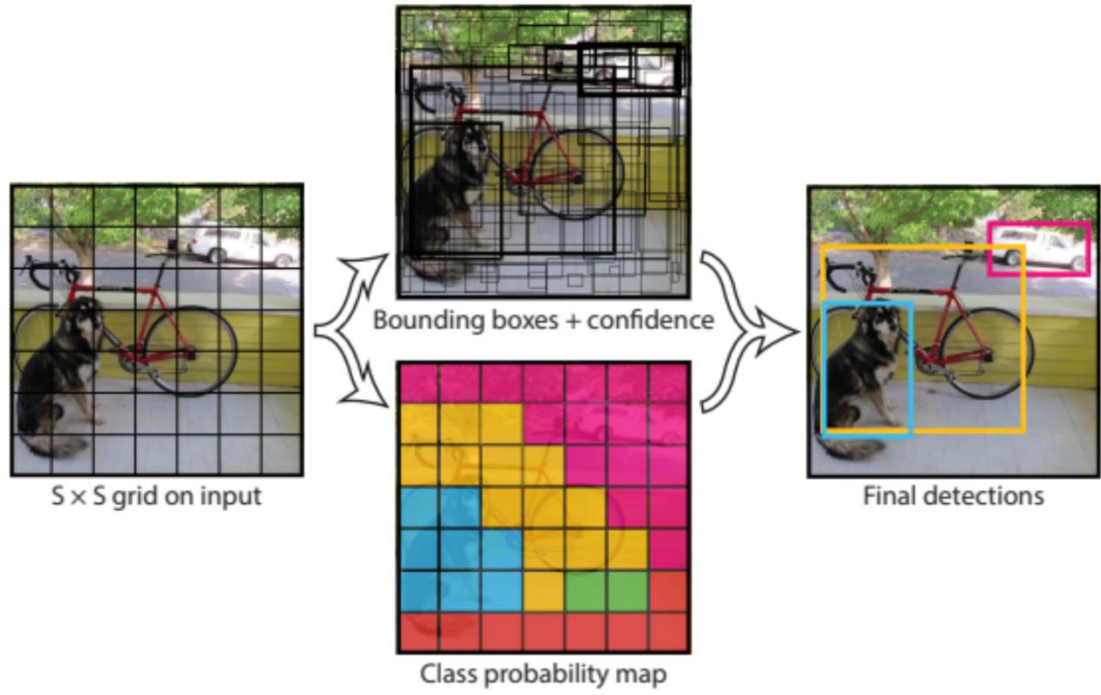 Bounding boxes + confidence
S × S grid on input
Final detections
Class probability map